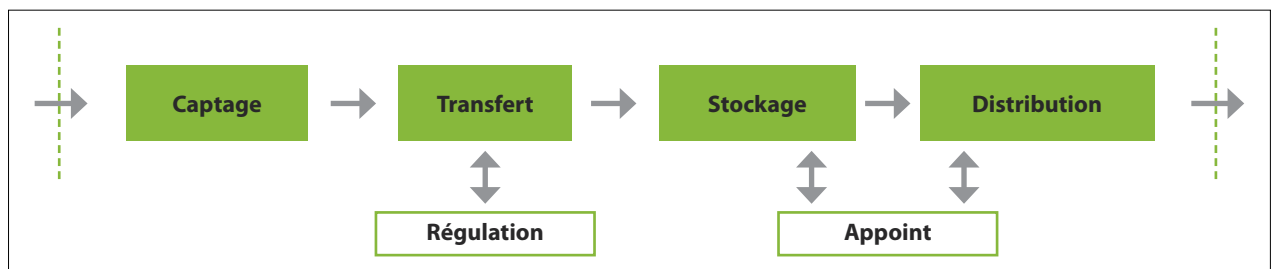 Captage
Transfert
Stockage
Distribution
Régulation
Appoint